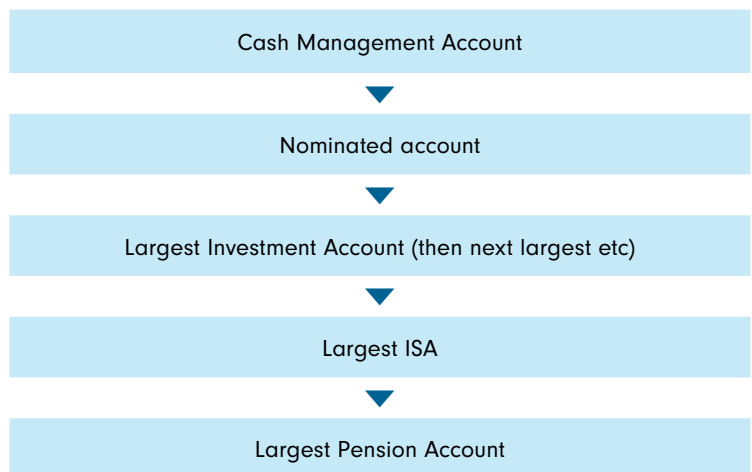 Cash Management Account
Nominated account
Largest Investment Account (then next largest etc)
Largest ISA
Largest Pension Account